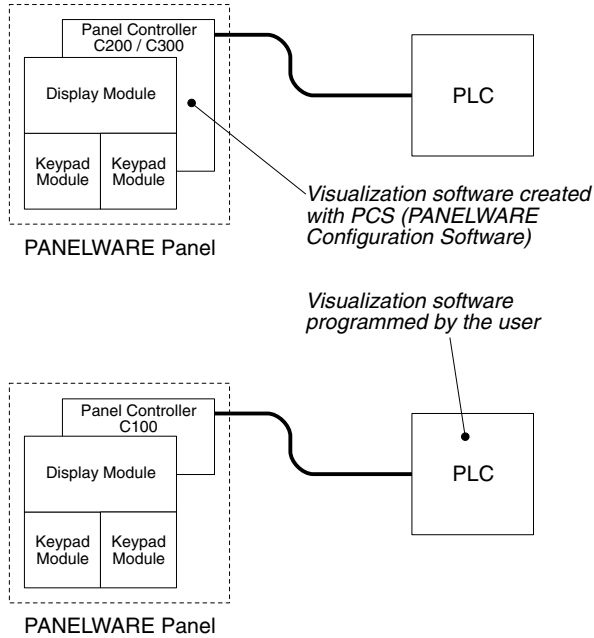 Panel Controller
C200 / C300
Display Module
PLC
Keypad
Module
Keypad
Module
Visualization software created
with PCS (PANELWARE
Configuration Software)
PANELWARE Panel
Visualization software
programmed by the user
Panel Controller
C100
Display Module
PLC
Keypad
Module
Keypad
Module
PANELWARE Panel